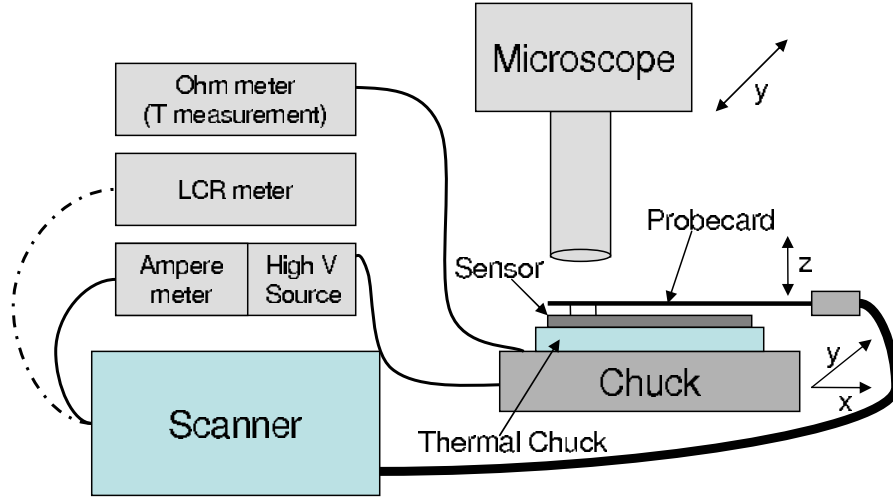 Microscope
y
Ohm meter
(T measurement)
LCR meter
Ampere
meter
High V
Source
Probecard
z
Sensor
y
x
Chuck
Thermal Chuck
Scanner